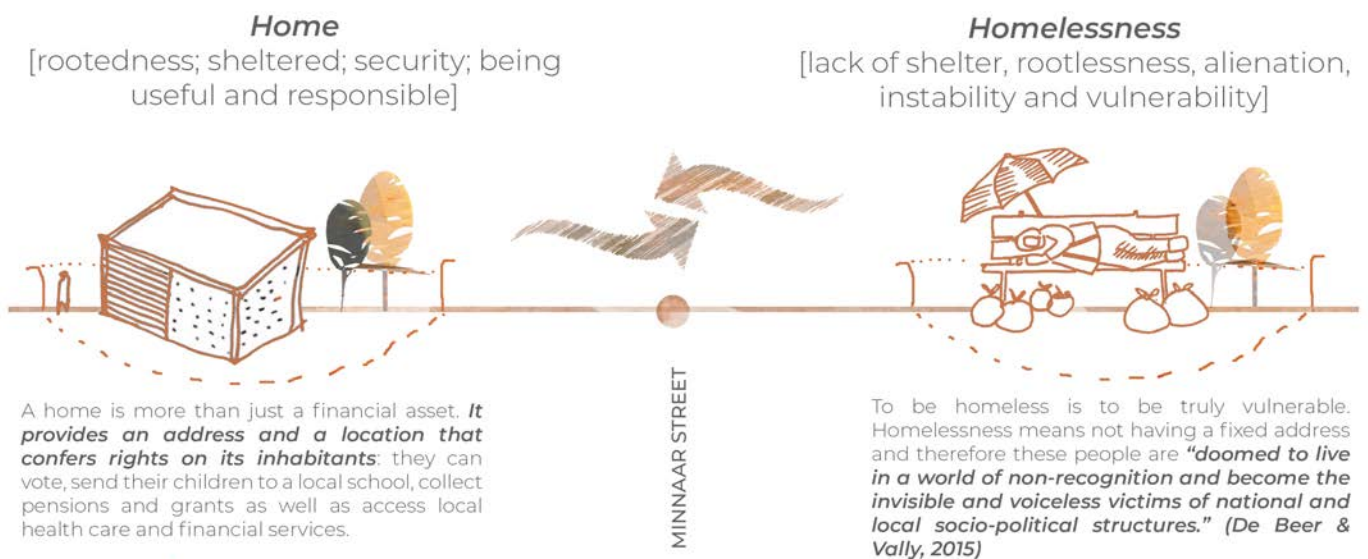 Home
[rootedness; sheltered; security; being
useful and responsible]
Homelessness
[lack of shelter, rootlessness, alienation,
instability and vulnerability]
A home is more than just a financial asset. It
provides an address and a location that
confers rights on its inhabitants: they can
vote, send their children to a local school, collect
pensions and grants as well as access local
health care and financial services.
MINNAAR STREET
To be homeless is to be truly vulnerable.
Homelessness means not having a fixed address
and therefore these people are “doomed to live
in a world of non-recognition and become the
invisible and voiceless victims of national and
local socio-political structures.” (De Beer &
Vally, 2015)